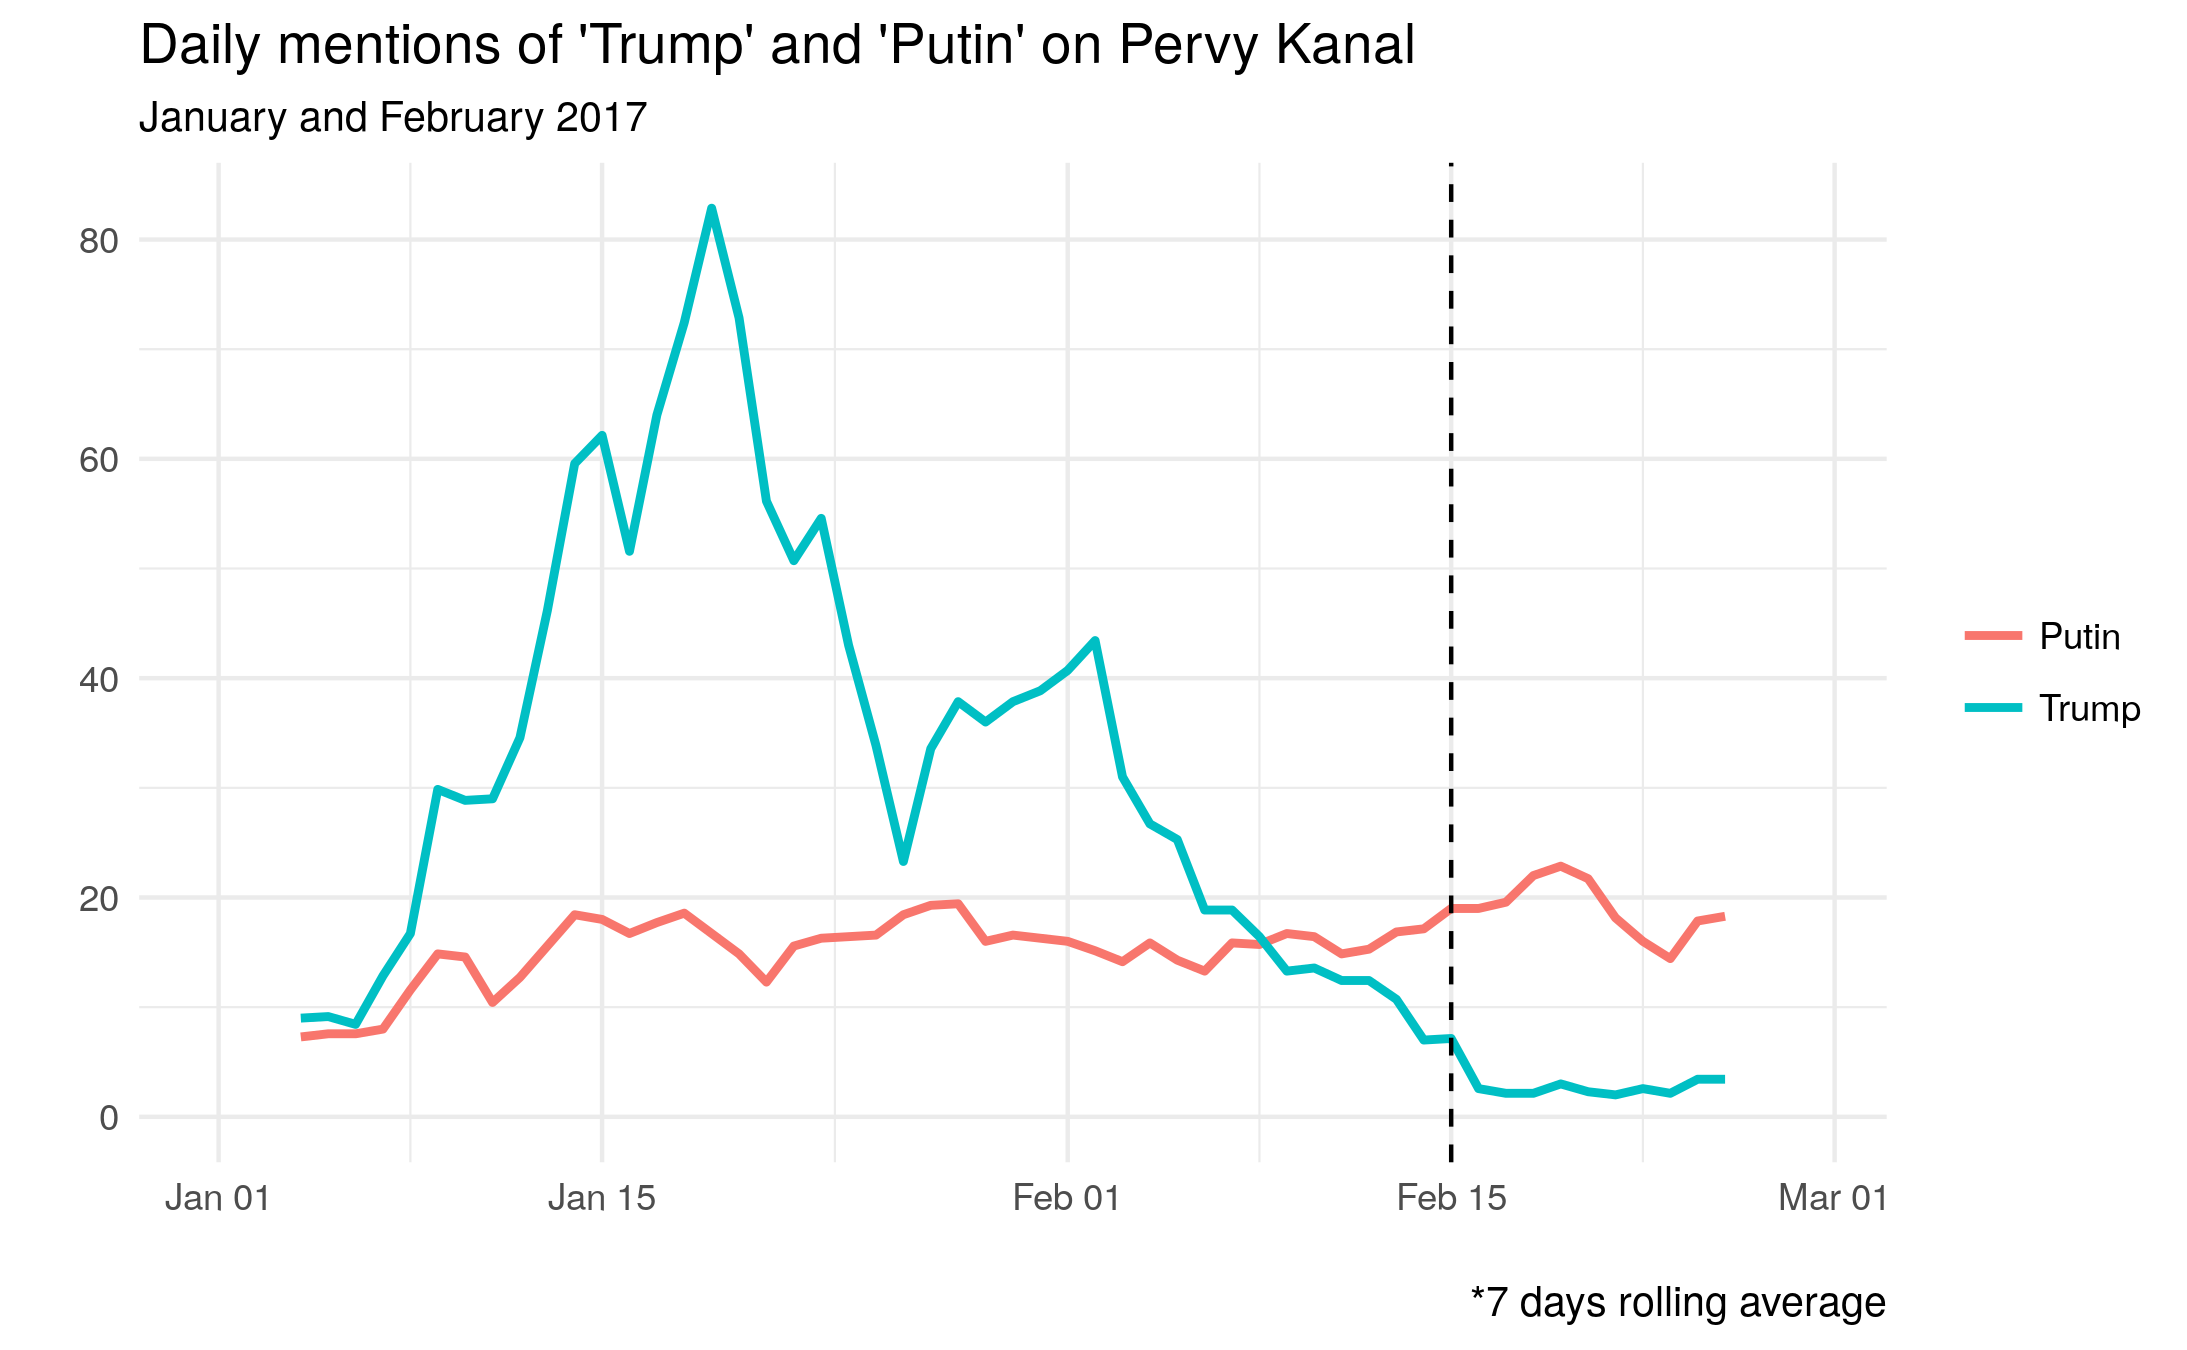 Daily mentions of 'Trump' and 'Putin' on Pervy Kanal
January and February 2017
80
60
40
20
0
Jan 01
Jan 15
Feb 01
Feb 15
Mar 01
Putin
Trump
*7 days rolling average